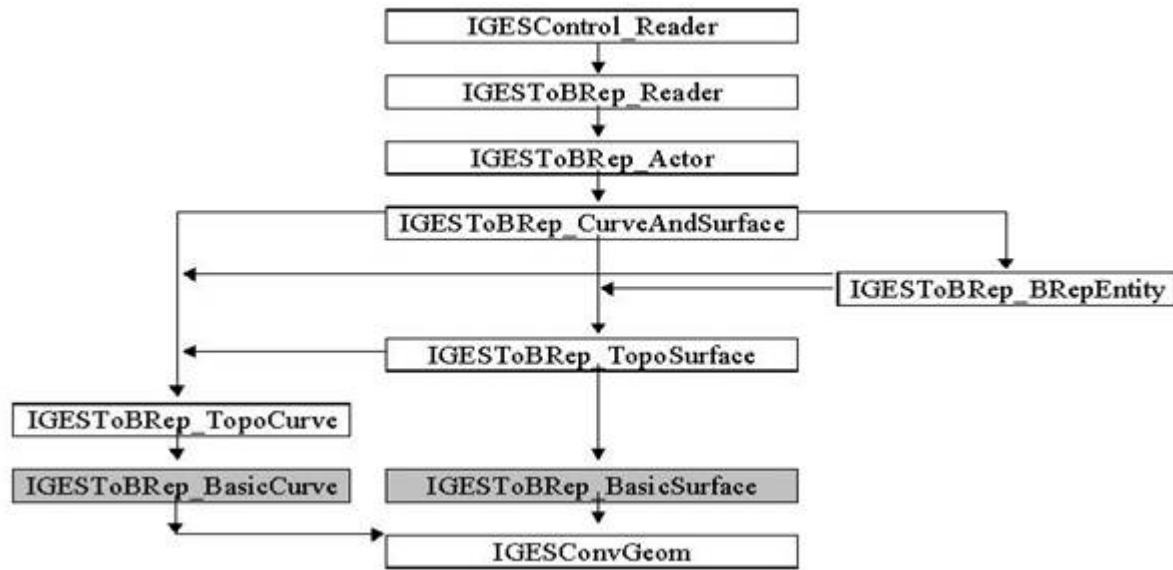 IGESControl_Reader
IGESToBRep_Reader
IGESToBRep_Actor
IGESToBRep_CurveAndSurface
IGESToBRep_BRepEntity
IGESToBRep_TopoSurface
IGESToBRep_TopoCurve
IGESToBRep_BasicCurve
IGESToBRep_BasicSurface
IGESConvGeom